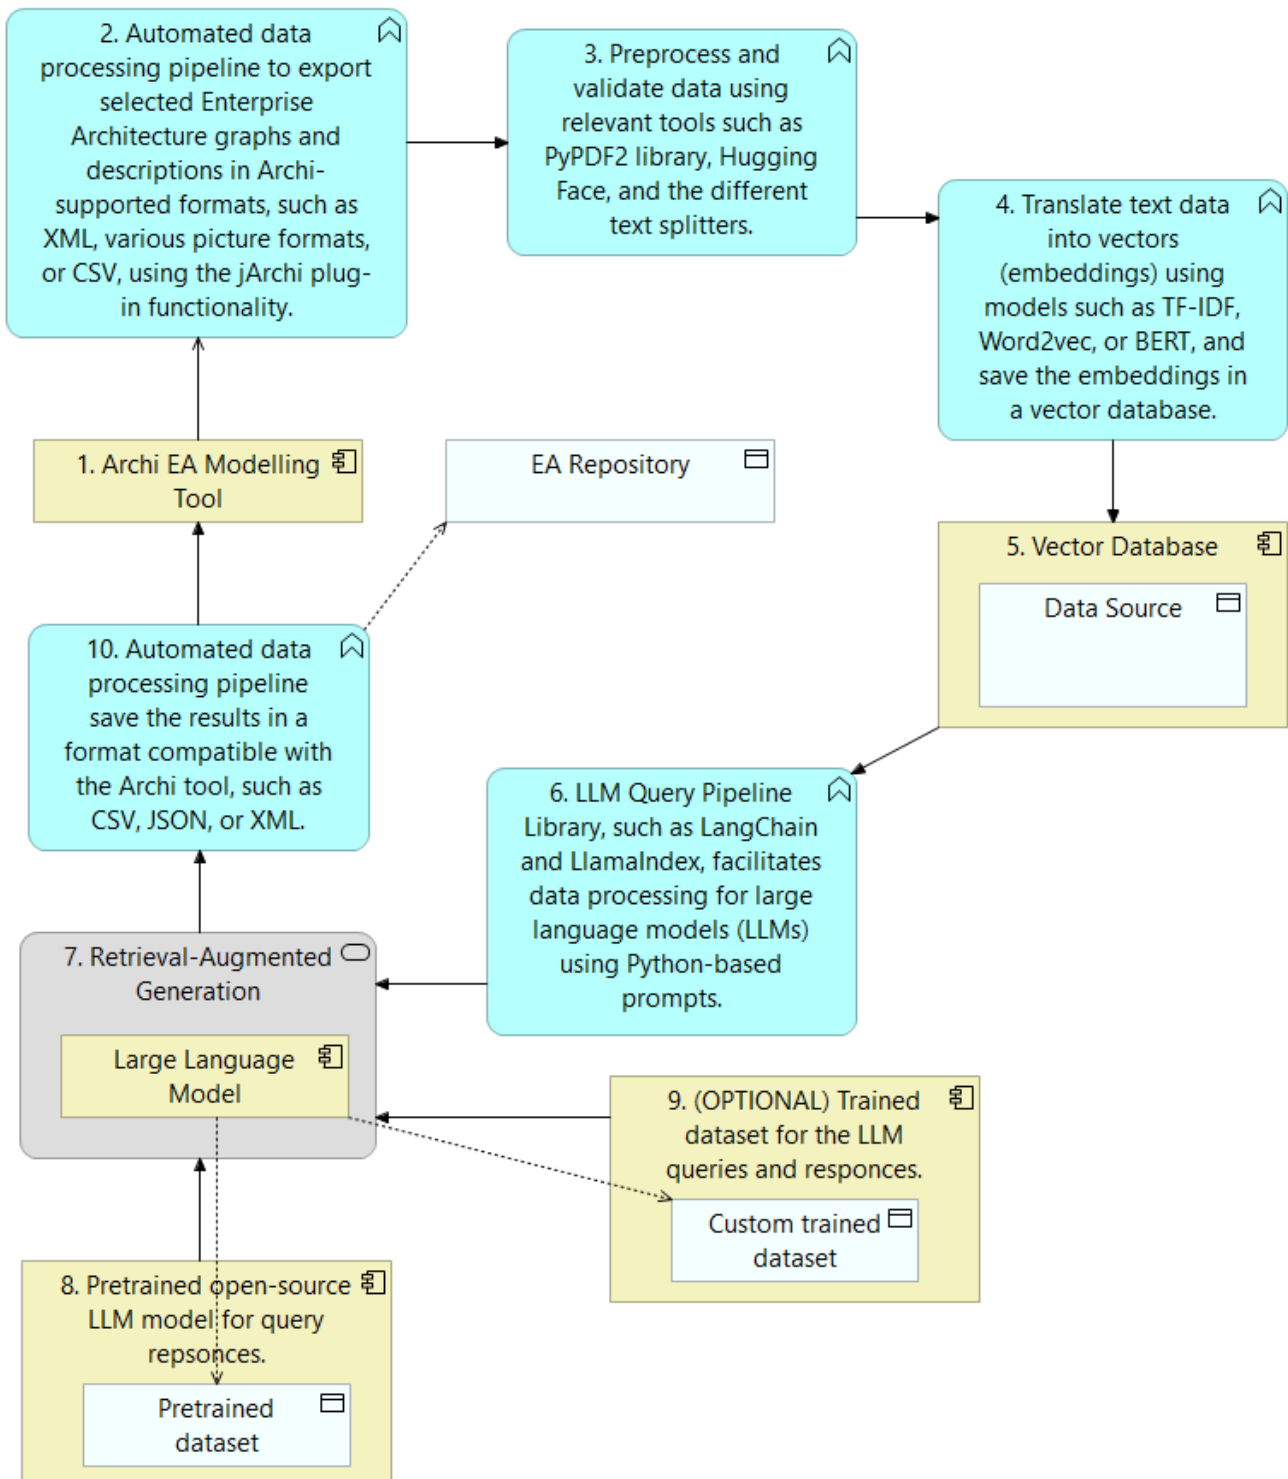 2. Automated data
processing pipeline to export
selected Enterprise
Architecture graphs and
descriptions in Archi-
supported formats, such as
XML, various picture formats,
or CSV, using the jArchi plug-
in functionality.
3. Preprocess and
validate data using
relevant tools such as
PyPDF2 library, Hugging
Face, and the different
text splitters.
4. Translate text data
into vectors
(embeddings) using
models such as TF-IDF,
Word2vec, or BERT, and
save the embeddings in
a vector database.
1. Archi EA Modelling
Tool
EA Repository
5. Vector Database
Data Source
10. Automated data
processing pipeline
save the results in a
format compatible with
the Archi tool, such as
CSV, JSON, or XML.
6. LLM Query Pipeline
Library, such as LangChain
and LlamaIndex, facilitates
data processing for large
language models (LLMs)
using Python-based
prompts.
7. Retrieval-Augmented
Generation
Large Language
Model
9. (OPTIONAL) Trained
dataset for the LLM
queries and responces.
Custom trained
dataset
8. Pretrained open-source
LLM model for query
repsonces.
Pretrained
dataset